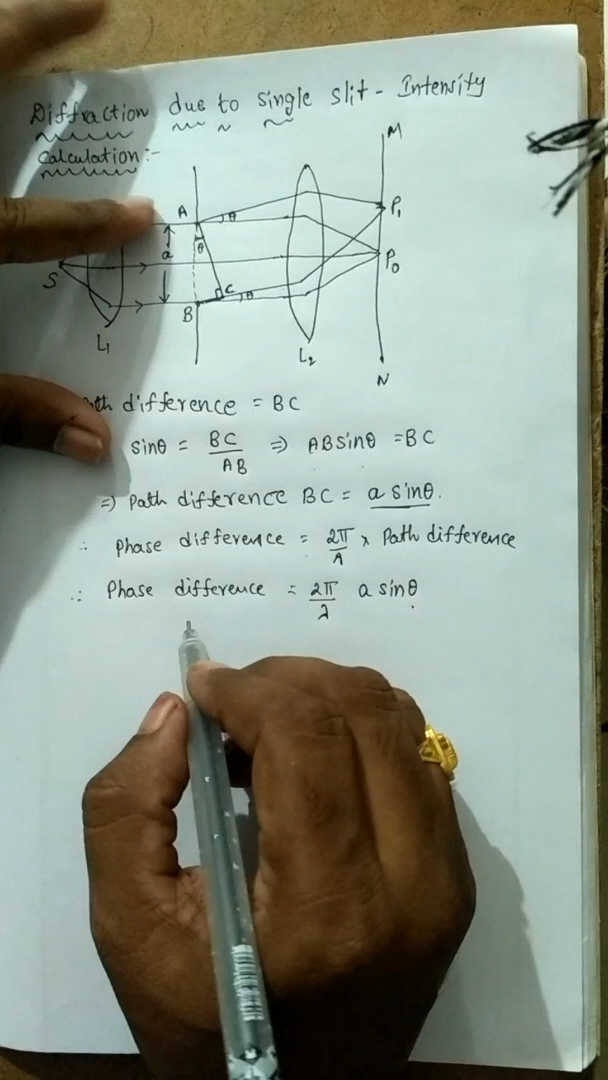 Diffraction due to single slit - Intensity
Calculation:-
M
A
θ
P1
θ
a
S
C
θ
P0
B
L1
L2
N
difference = BC
sinθ = BC/AB ⇒ ABsinθ = BC
⇒ Path difference BC = a sinθ.
∴ Phase difference = 2π/λ × Path difference
∴ Phase difference = 2π/λ a sinθ